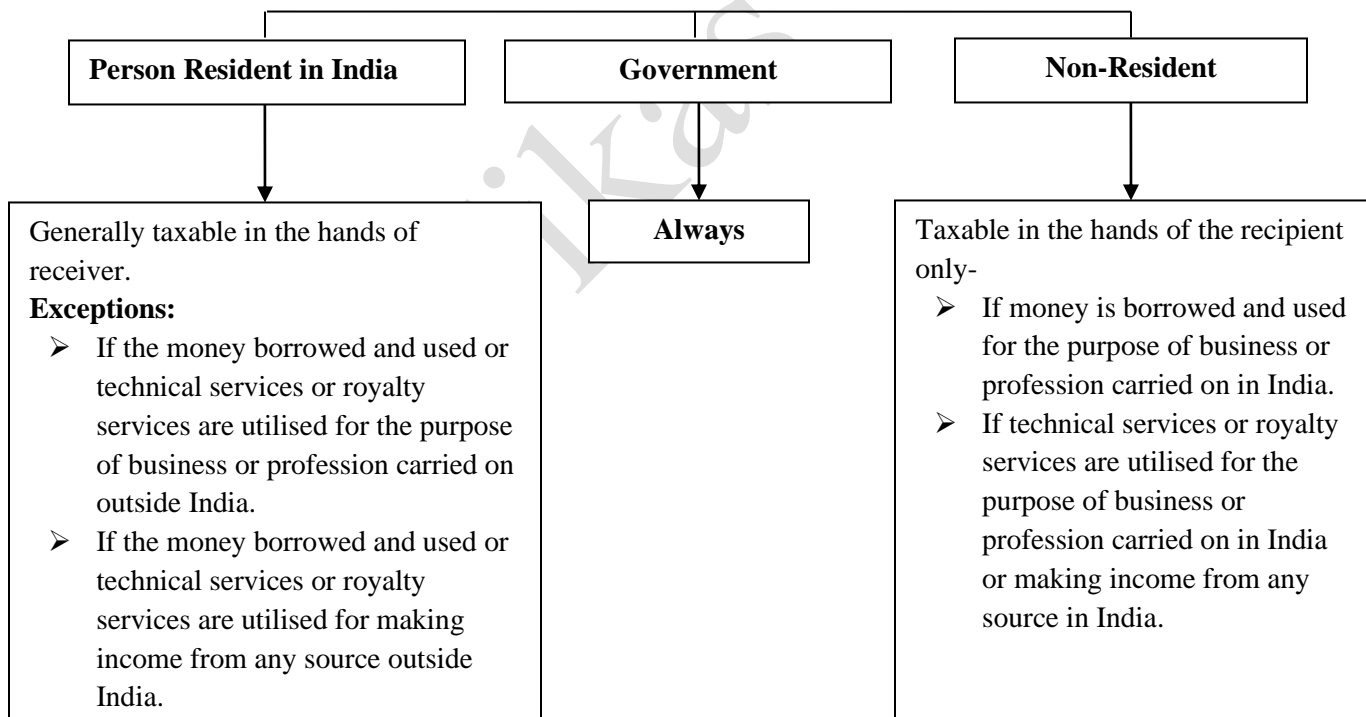 Person Resident in India
Government
Non-Resident
Generally taxable in the hands of
receiver.
Exceptions:
➢ If the money borrowed and used or
technical services or royalty
services are utilised for the purpose
of business or profession carried on
outside India.
➢ If the money borrowed and used or
technical services or royalty
services are utilised for making
income from any source outside
India.
Always
Taxable in the hands of the recipient
only-
➢ If money is borrowed and used
for the purpose of business or
profession carried on in India.
➢ If technical services or royalty
services are utilised for the
purpose of business or
profession carried on in India
or making income from any
source in India.
ikas